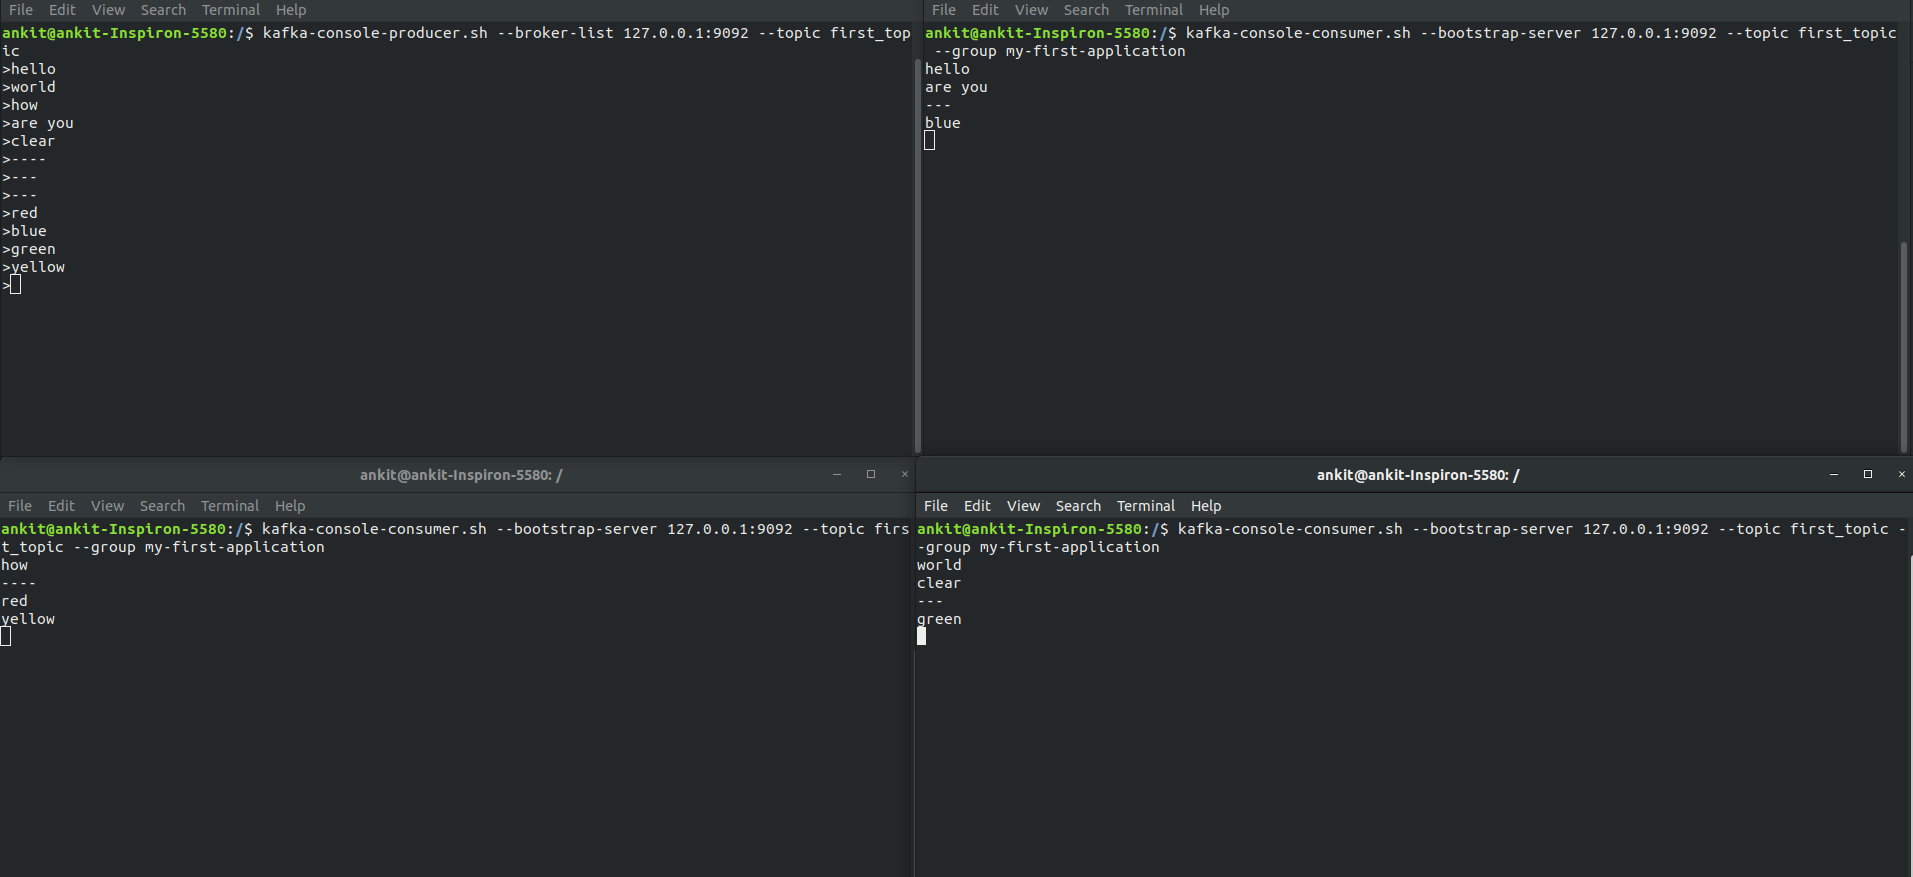 File Edit View Search Terminal Help
ankit@ankit-Inspiron-5580:/$ kafka-console-producer.sh --broker-list 127.0.0.1:9092 --topic first_top
ic
>hello
>world
>how
>are you
>clear
>----
>---
>---
>red
>blue
>green
>yellow
>
File Edit View Search Terminal Help
ankit@ankit-Inspiron-5580:/$ kafka-console-consumer.sh --bootstrap-server 127.0.0.1:9092 --topic first_topic
 --group my-first-application
hello
are you
---
blue
ankit@ankit-Inspiron-5580: /
File Edit View Search Terminal Help
ankit@ankit-Inspiron-5580:/$ kafka-console-consumer.sh --bootstrap-server 127.0.0.1:9092 --topic firs
t_topic --group my-first-application
how
----
red
yellow
ankit@ankit-Inspiron-5580: /
File Edit View Search Terminal Help
ankit@ankit-Inspiron-5580:/$ kafka-console-consumer.sh --bootstrap-server 127.0.0.1:9092 --topic first_topic -
-group my-first-application
world
clear
---
green